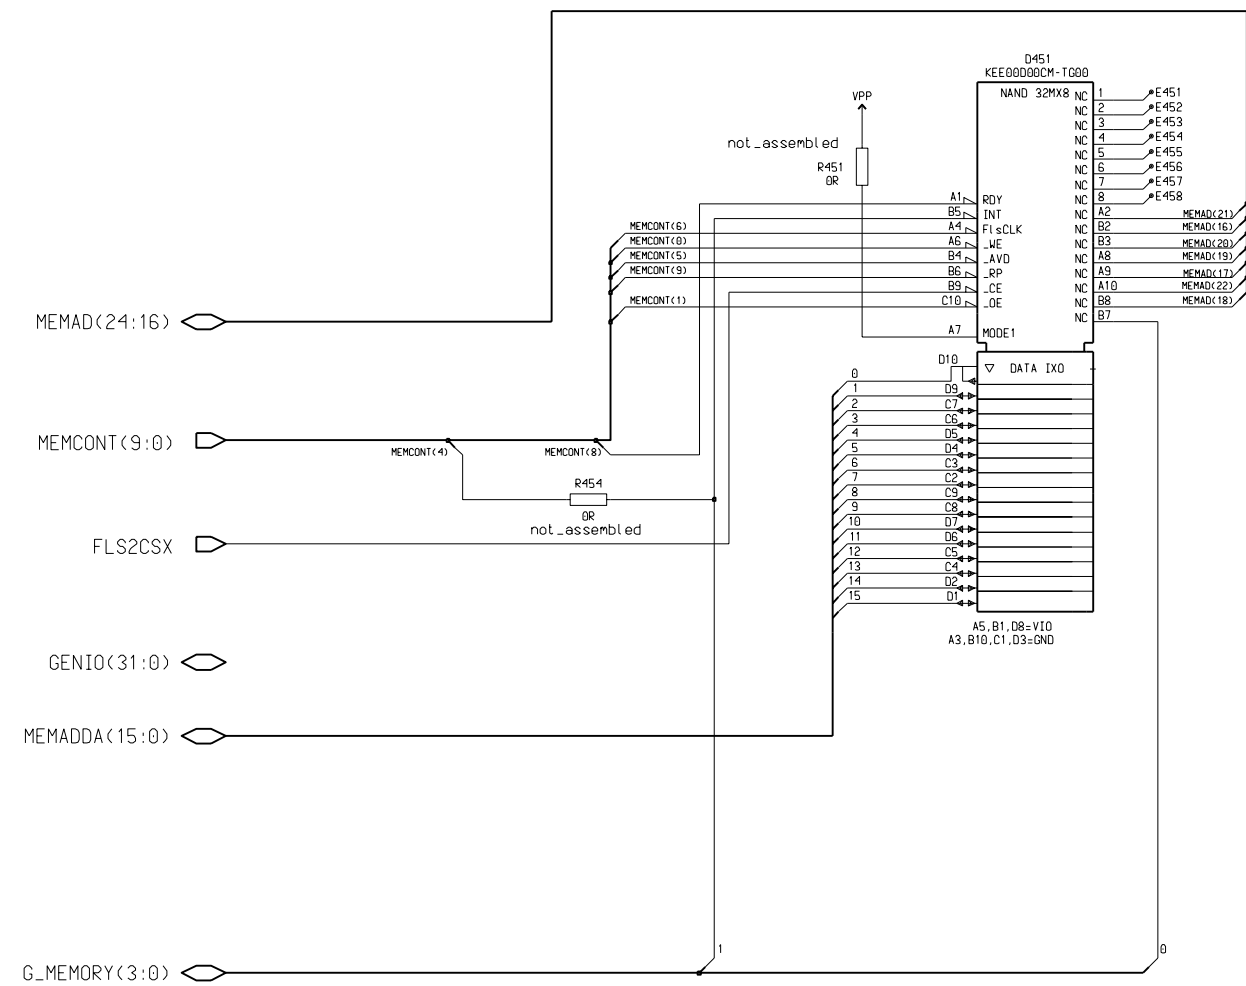 D451
KEE00D00CM-TG00
NAND 32MX8 NC 1 E451
NC 2 E452
NC 3 E453
NC 4 E454
NC 5 E455
NC 6 E456
NC 7 E457
NC 8 E458
VPP
not_assembled
R451
0R
A1 RDY NC A2 MEMAD(21)
B5 INT NC B2 MEMAD(16)
MEMCONT(6) A4 FlsCLK NC B3 MEMAD(20)
MEMCONT(0) A6 _WE NC A8 MEMAD(19)
MEMCONT(5) B4 _AVD NC A9 MEMAD(17)
MEMCONT(9) B6 _RP NC A10 MEMAD(22)
B9 _CE NC B8 MEMAD(18)
MEMCONT(1) C10 _OE NC B7
MEMAD(24:16)
A7 MODE1
D10 DATA IXO
0
1 D9
2 C7
3 C6
4 D5
5 D4
6 C3
7 C2
8 C9
9 C8
10 D7
11 D6
12 C5
13 C4
14 D2
15 D1
MEMCONT(9:0)
MEMCONT(4) MEMCONT(8)
R454
0R
not_assembled
FLS2CSX
A5,B1,D8=VIO
A3,B10,C1,D3=GND
GENIO(31:0)
MEMADDA(15:0)
1 0
G_MEMORY(3:0)